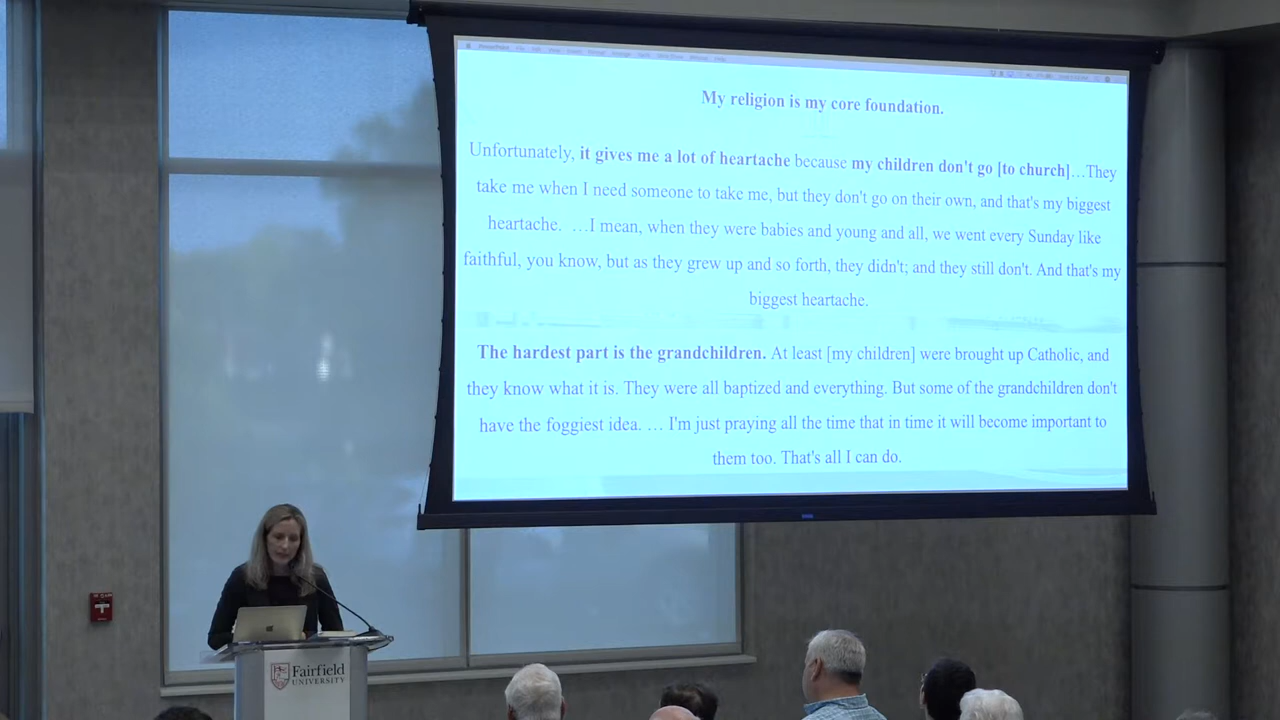 My religion is my core foundation.
Unfortunately, it gives me a lot of heartache because my children don't go [to church]…They
take me when I need someone to take me, but they don't go on their own, and that's my biggest
heartache. …I mean, when they were babies and young and all, we went every Sunday like
faithful, you know, but as they grew up and so forth, they didn't; and they still don't. And that's my
biggest heartache.
The hardest part is the grandchildren. At least [my children] were brought up Catholic, and
they know what it is. They were all baptized and everything. But some of the grandchildren don't
have the foggiest idea. … I'm just praying all the time that in time it will become important to
them too. That's all I can do.
Fairfield
UNIVERSITY